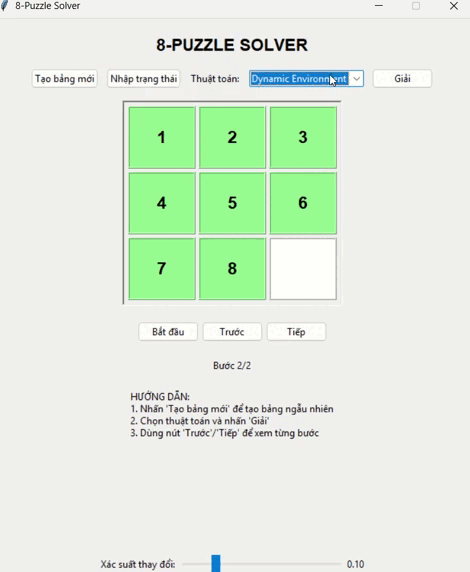 8-Puzzle Solver
8-PUZZLE SOLVER
Tạo bảng mới Nhập trạng thái Thuật toán: Dynamic Environment Giải
1 2 3
4 5 6
7 8
Bắt đầu Trước Tiếp
Bước 2/2
HƯỚNG DẪN:
1. Nhấn 'Tạo bảng mới' để tạo bảng ngẫu nhiên
2. Chọn thuật toán và nhấn 'Giải'
3. Dùng nút 'Trước'/'Tiếp' để xem từng bước
Xác suất thay đổi: 0.10